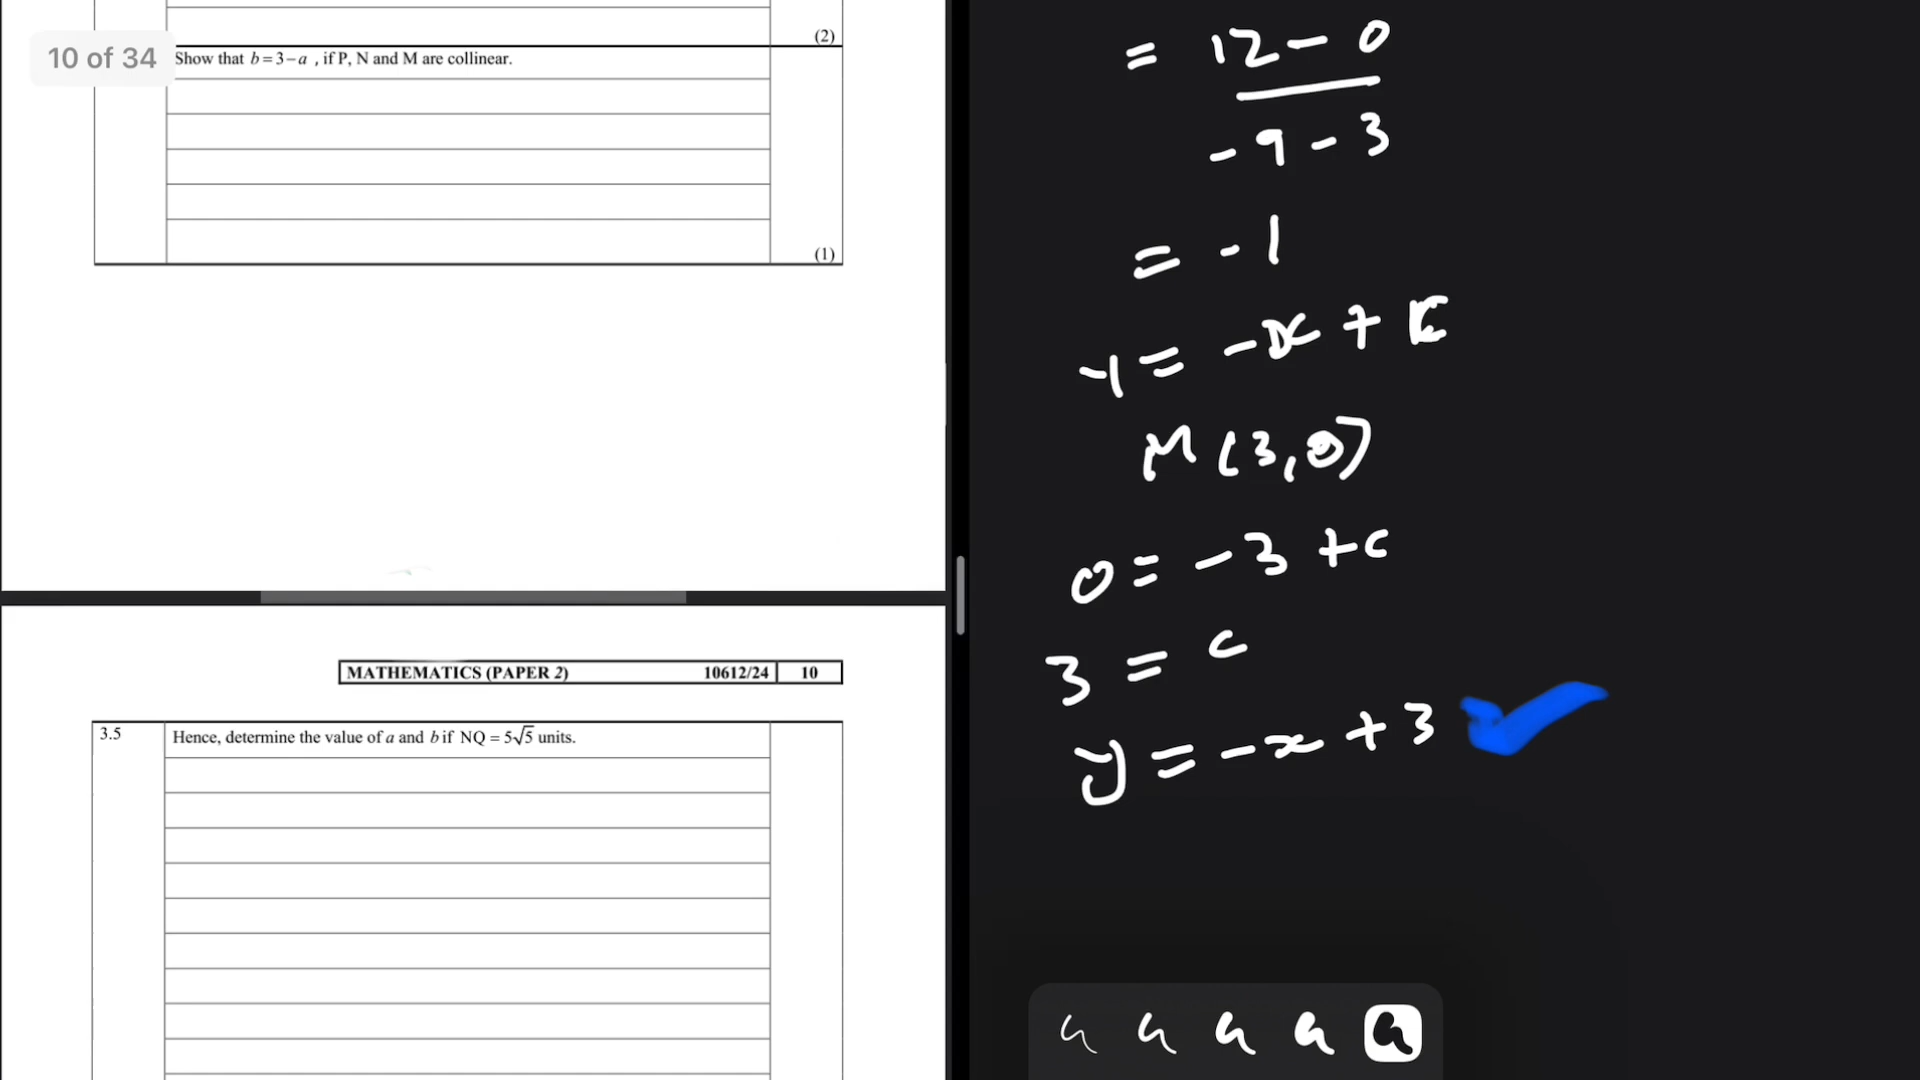 (2)
10 of 34
Show that b = 3 – a , if P, N and M are collinear.
(1)
MATHEMATICS (PAPER 2) 10612/24 10
3.5 Hence, determine the value of a and b if NQ = 5√5 units.
= 12 - 0
- 9 - 3
= - 1
y = - x + c
M (3, 0)
0 = - 3 + c
3 = c
y = - x + 3